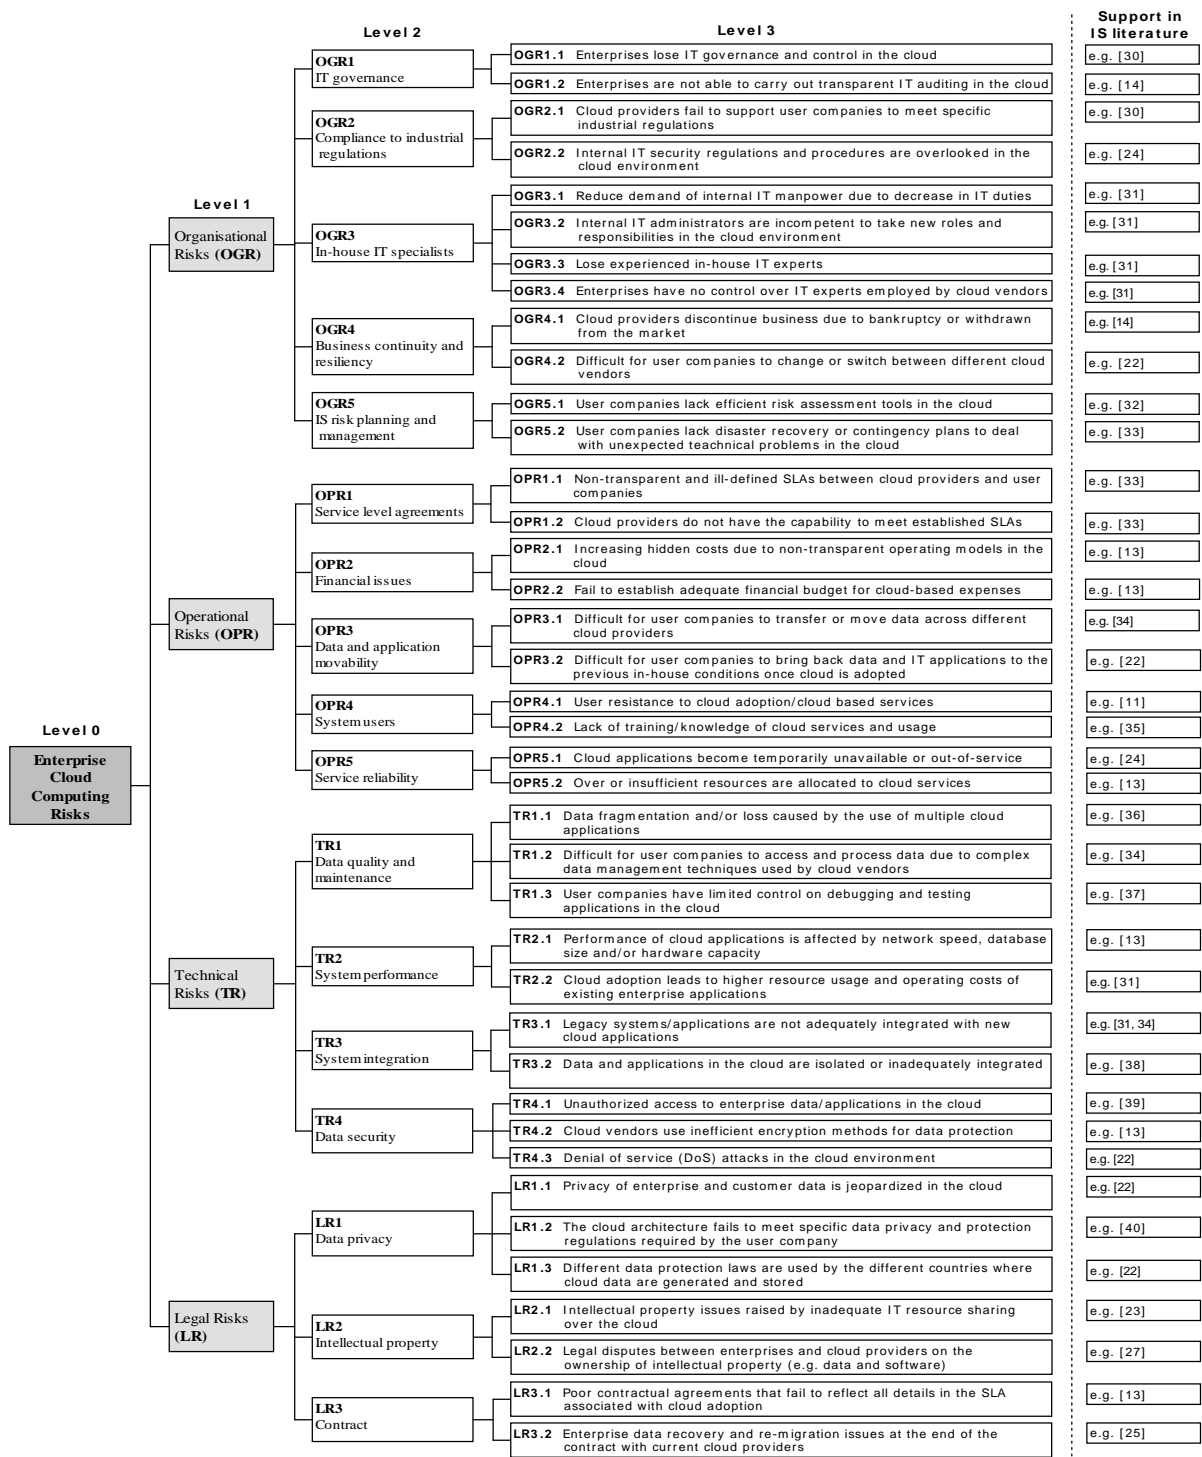 Support in
IS literature
Level 2
Level 3
OGR1
IT governance
OGR1.1 Enterprises lose IT governance and control in the cloud
e.g. [30]
OGR1.2 Enterprises are not able to carry out transparent IT auditing in the cloud
e.g. [14]
OGR2
Compliance to industrial
regulations
OGR2.1 Cloud providers fail to support user companies to meet specific
industrial regulations
e.g. [30]
OGR2.2 Internal IT security regulations and procedures are overlooked in the
cloud environment
e.g. [24]
Level 1
Organisational
Risks (OGR)
OGR3
In-house IT specialists
OGR3.1 Reduce demand of internal IT manpower due to decrease in IT duties
e.g. [31]
OGR3.2 Internal IT administrators are incompetent to take new roles and
responsibilities in the cloud environment
e.g. [31]
OGR3.3 Lose experienced in-house IT experts
e.g. [31]
OGR3.4 Enterprises have no control over IT experts employed by cloud vendors
e.g. [31]
OGR4
Business continuity and
resiliency
OGR4.1 Cloud providers discontinue business due to bankruptcy or withdrawn
from the market
e.g. [14]
OGR4.2 Difficult for user companies to change or switch between different cloud
vendors
e.g. [22]
OGR5
IS risk planning and
management
OGR5.1 User companies lack efficient risk assessment tools in the cloud
e.g. [32]
OGR5.2 User companies lack disaster recovery or contingency plans to deal
with unexpected teachnical problems in the cloud
e.g. [33]
OPR1
Service level agreements
OPR1.1 Non-transparent and ill-defined SLAs between cloud providers and user
companies
e.g. [33]
OPR1.2 Cloud providers do not have the capability to meet established SLAs
e.g. [33]
OPR2
Financial issues
OPR2.1 Increasing hidden costs due to non-transparent operating models in the
cloud
e.g. [13]
OPR2.2 Fail to establish adequate financial budget for cloud-based expenses
e.g. [13]
Operational
Risks (OPR)
OPR3
Data and application
movability
OPR3.1 Difficult for user companies to transfer or move data across different
cloud providers
e.g. [34]
OPR3.2 Difficult for user companies to bring back data and IT applications to the
previous in-house conditions once cloud is adopted
e.g. [22]
OPR4
System users
OPR4.1 User resistance to cloud adoption/cloud based services
e.g. [11]
OPR4.2 Lack of training/knowledge of cloud services and usage
e.g. [35]
Level 0
Enterprise
Cloud
Computing
Risks
OPR5
Service reliability
OPR5.1 Cloud applications become temporarily unavailable or out-of-service
e.g. [24]
OPR5.2 Over or insufficient resources are allocated to cloud services
e.g. [13]
TR1
Data quality and
maintenance
TR1.1 Data fragmentation and/or loss caused by the use of multiple cloud
applications
e.g. [36]
TR1.2 Difficult for user companies to access and process data due to complex
data management techniques used by cloud vendors
e.g. [34]
TR1.3 User companies have limited control on debugging and testing
applications in the cloud
e.g. [37]
Technical
Risks (TR)
TR2
System performance
TR2.1 Performance of cloud applications is affected by network speed, database
size and/or hardware capacity
e.g. [13]
TR2.2 Cloud adoption leads to higher resource usage and operating costs of
existing enterprise applications
e.g. [31]
TR3
System integration
TR3.1 Legacy systems/applications are not adequately integrated with new
cloud applications
e.g. [31, 34]
TR3.2 Data and applications in the cloud are isolated or inadequately integrated
e.g. [38]
TR4
Data security
TR4.1 Unauthorized access to enterprise data/applications in the cloud
e.g. [39]
TR4.2 Cloud vendors use inefficient encryption methods for data protection
e.g. [13]
TR4.3 Denial of service (DoS) attacks in the cloud environment
e.g. [22]
LR1
Data privacy
LR1.1 Privacy of enterprise and customer data is jeopardized in the cloud
e.g. [22]
LR1.2 The cloud architecture fails to meet specific data privacy and protection
regulations required by the user company
e.g. [40]
LR1.3 Different data protection laws are used by the different countries where
cloud data are generated and stored
e.g. [22]
Legal Risks
(LR)
LR2
Intellectual property
LR2.1 Intellectual property issues raised by inadequate IT resource sharing
over the cloud
e.g. [23]
LR2.2 Legal disputes between enterprises and cloud providers on the
ownership of intellectual property (e.g. data and software)
e.g. [27]
LR3
Contract
LR3.1 Poor contractual agreements that fail to reflect all details in the SLA
associated with cloud adoption
e.g. [13]
LR3.2 Enterprise data recovery and re-migration issues at the end of the
contract with current cloud providers
e.g. [25]